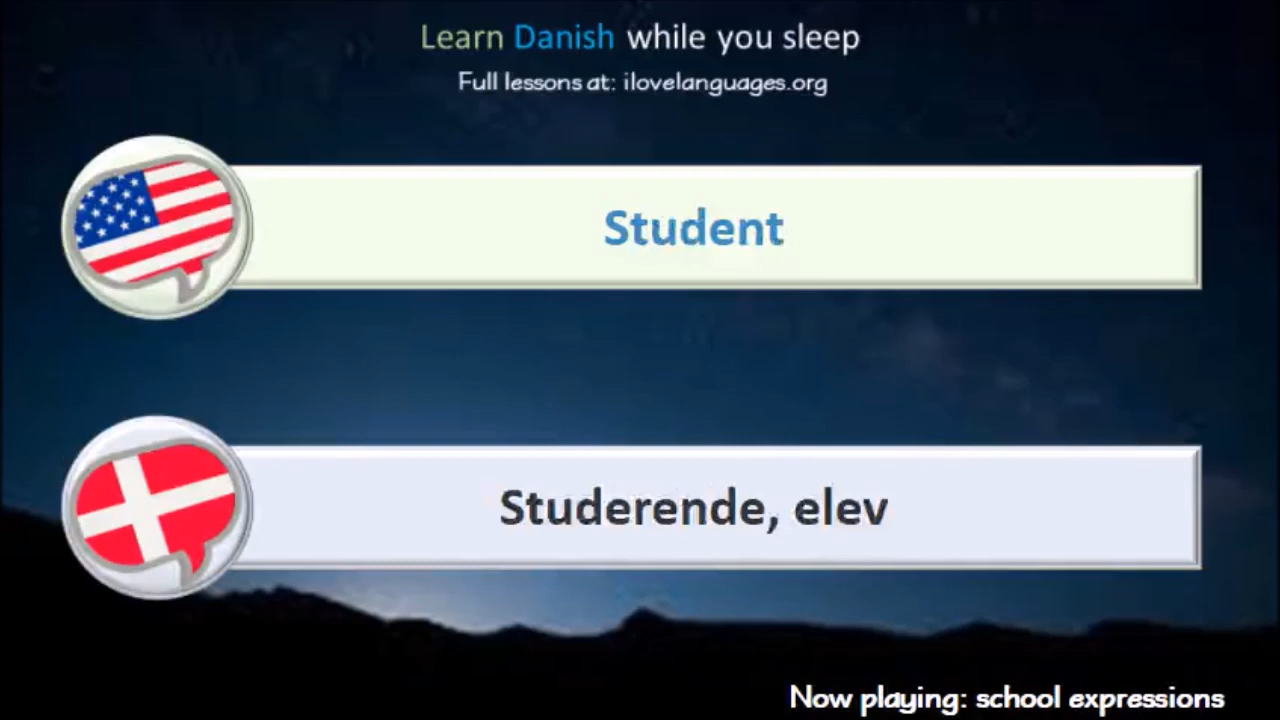 Learn Danish while you sleep
Full lessons at: ilovelanguages.org
Student
Studerende, elev
Now playing: school expressions